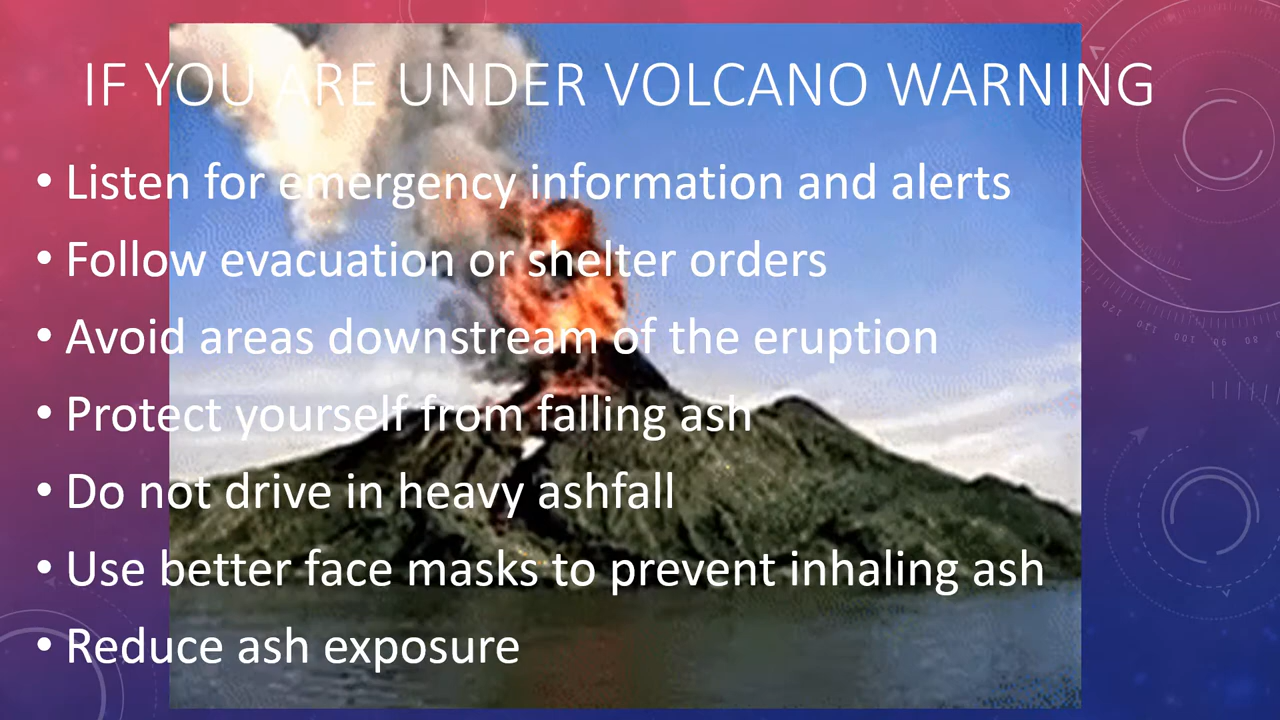 IF YOU ARE UNDER VOLCANO WARNING
• Listen for emergency information and alerts
• Follow evacuation or shelter orders
• Avoid areas downstream of the eruption
• Protect yourself from falling ash
• Do not drive in heavy ashfall
• Use better face masks to prevent inhaling ash
• Reduce ash exposure